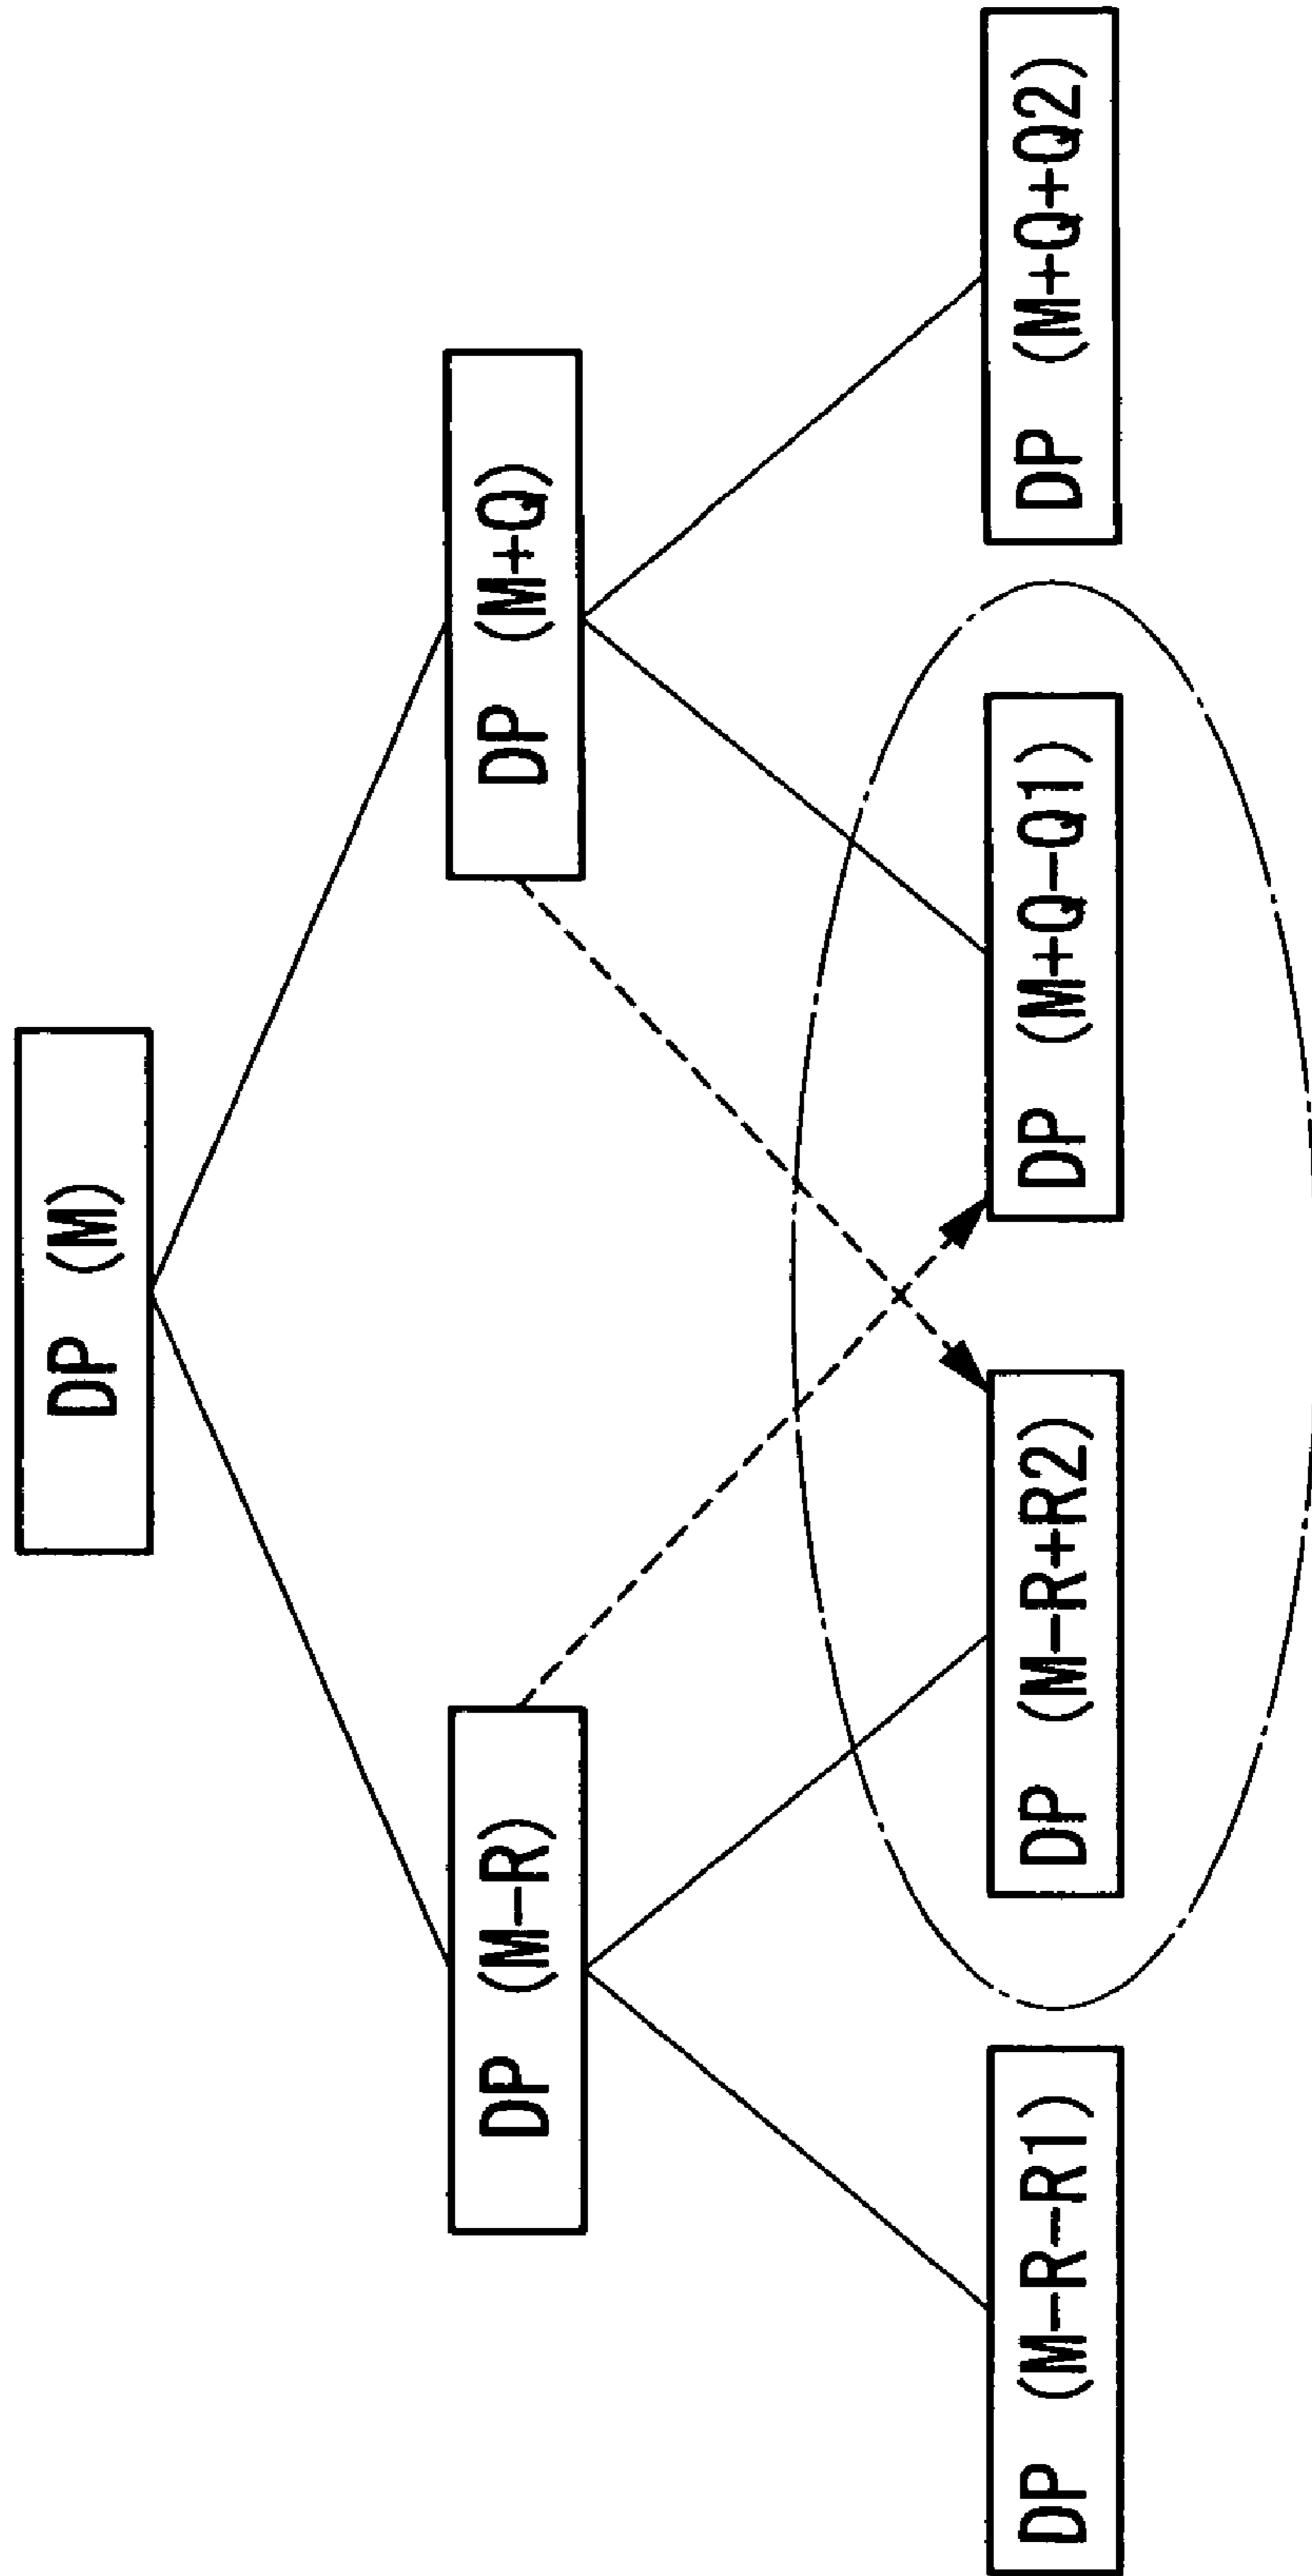 DP (M)
DP (M-R)
DP (M+Q)
DP (M-R-R1)
DP (M-R+R2)
DP (M+Q-Q1)
DP (M+Q+Q2)